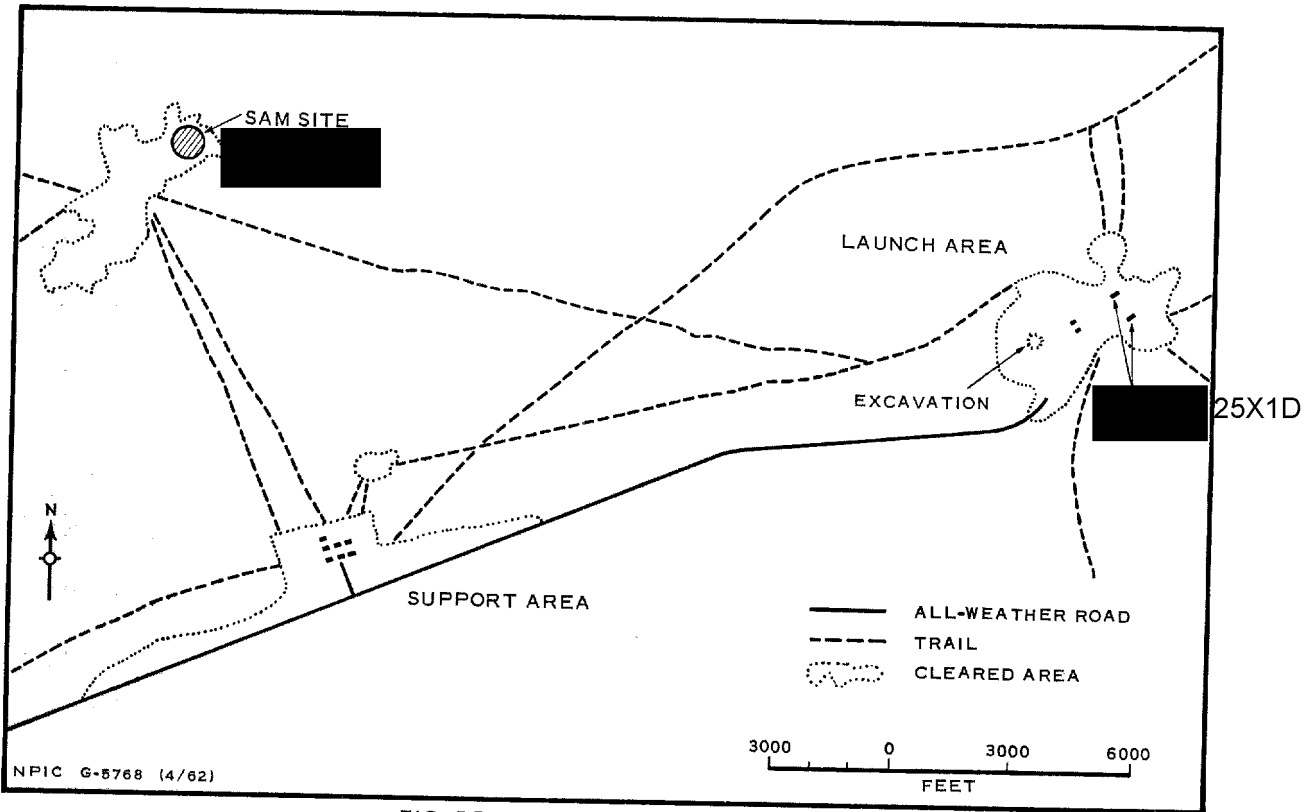 SAM SITE
LAUNCH AREA
EXCAVATION
25X1D
N
SUPPORT AREA
ALL-WEATHER ROAD
TRAIL
CLEARED AREA
3000 0 3000 6000
FEET
NPIC G-5768 (4/62)